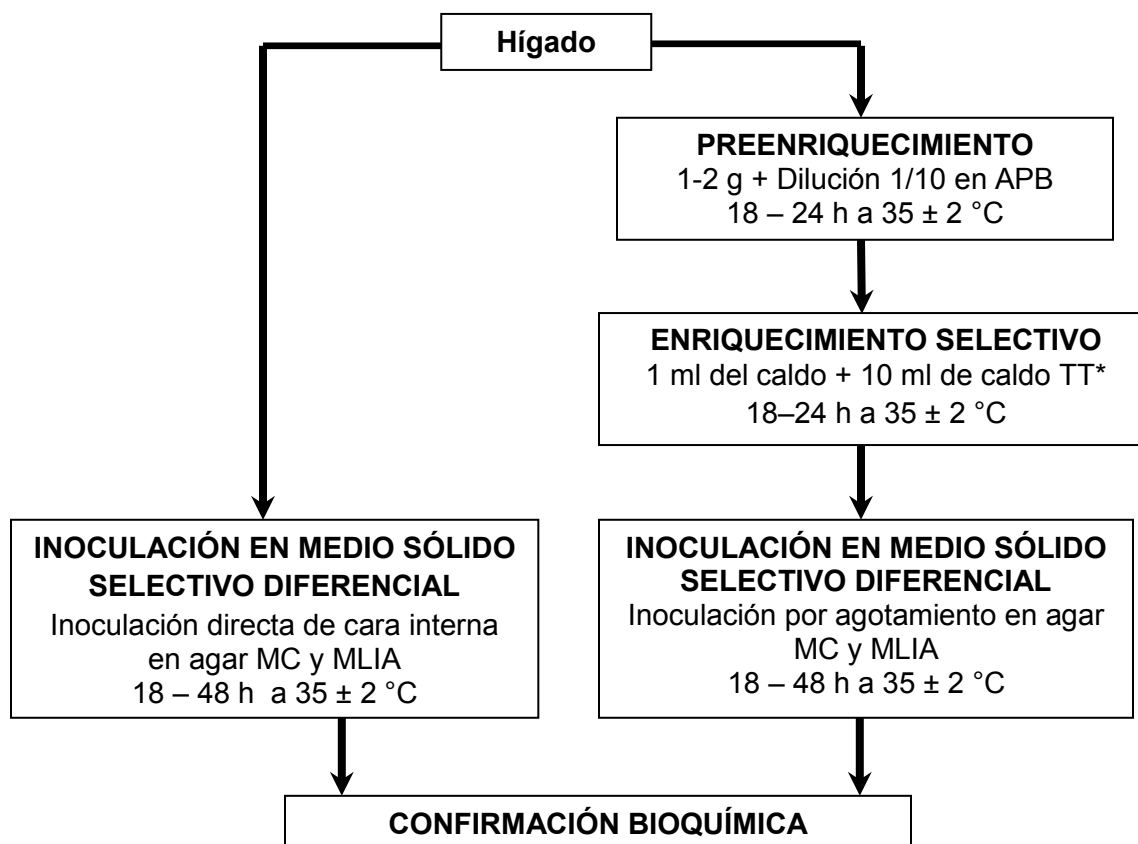 Hígado
PREENRIQUECIMIENTO
1-2 g + Dilución 1/10 en APB
18 – 24 h a 35 ± 2 °C
ENRIQUECIMIENTO SELECTIVO
1 ml del caldo + 10 ml de caldo TT*
18–24 h a 35 ± 2 °C
INOCULACIÓN EN MEDIO SÓLIDO
SELECTIVO DIFERENCIAL
Inoculación directa de cara interna
en agar MC y MLIA
18 – 48 h a 35 ± 2 °C
INOCULACIÓN EN MEDIO SÓLIDO
SELECTIVO DIFERENCIAL
Inoculación por agotamiento en agar
MC y MLIA
18 – 48 h a 35 ± 2 °C
CONFIRMACIÓN BIOQUÍMICA